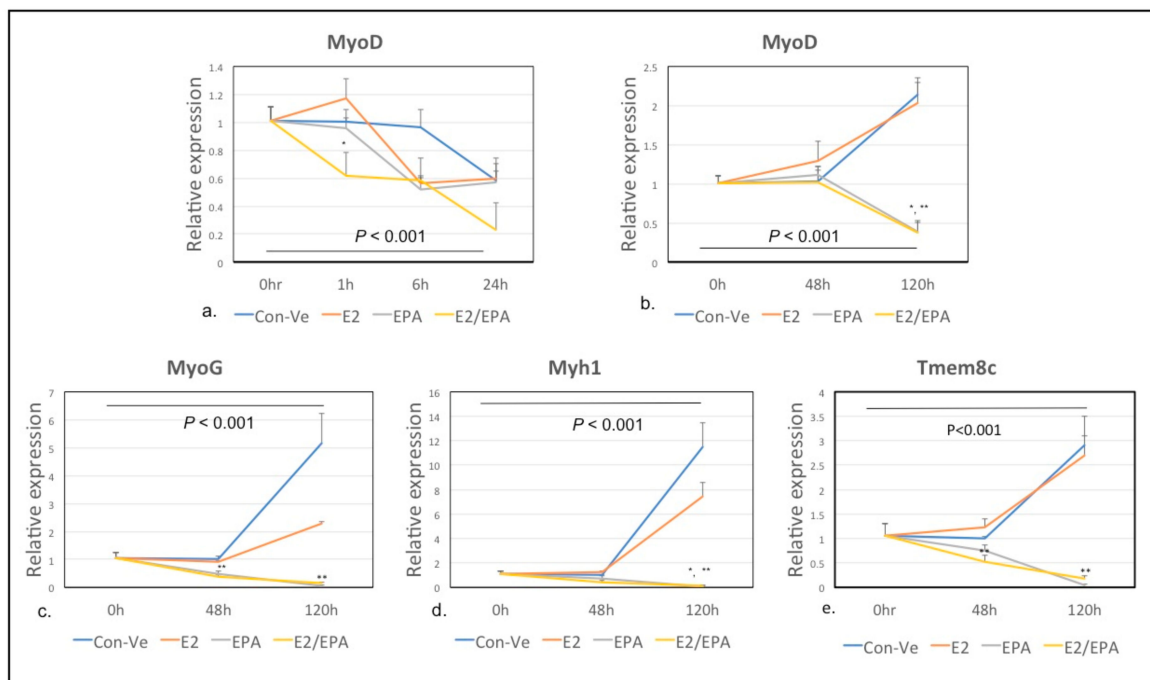 MyoD
Relative expression
1.4
1.2
1
0.8
0.6
0.4
0.2
0
*
P < 0.001
0hr 1h 6h 24h
a.
Con-Ve E2 EPA E2/EPA
MyoD
Relative expression
2.5
2
1.5
1
0.5
0
*, **
P < 0.001
0h 48h 120h
b.
Con-Ve E2 EPA E2/EPA
MyoG
Relative expression
7
6
5
4
3
2
1
0
P < 0.001
**
**
0h 48h 120h
c.
Con-Ve E2 EPA E2/EPA
Myh1
Relative expression
16
14
12
10
8
6
4
2
0
P < 0.001
*, **
0h 48h 120h
d.
Con-Ve E2 EPA E2/EPA
Tmem8c
Relative expression
4
3.5
3
2.5
2
1.5
1
0.5
0
P<0.001
**
**
0hr 48h 120h
e.
Con-Ve E2 EPA E2/EPA